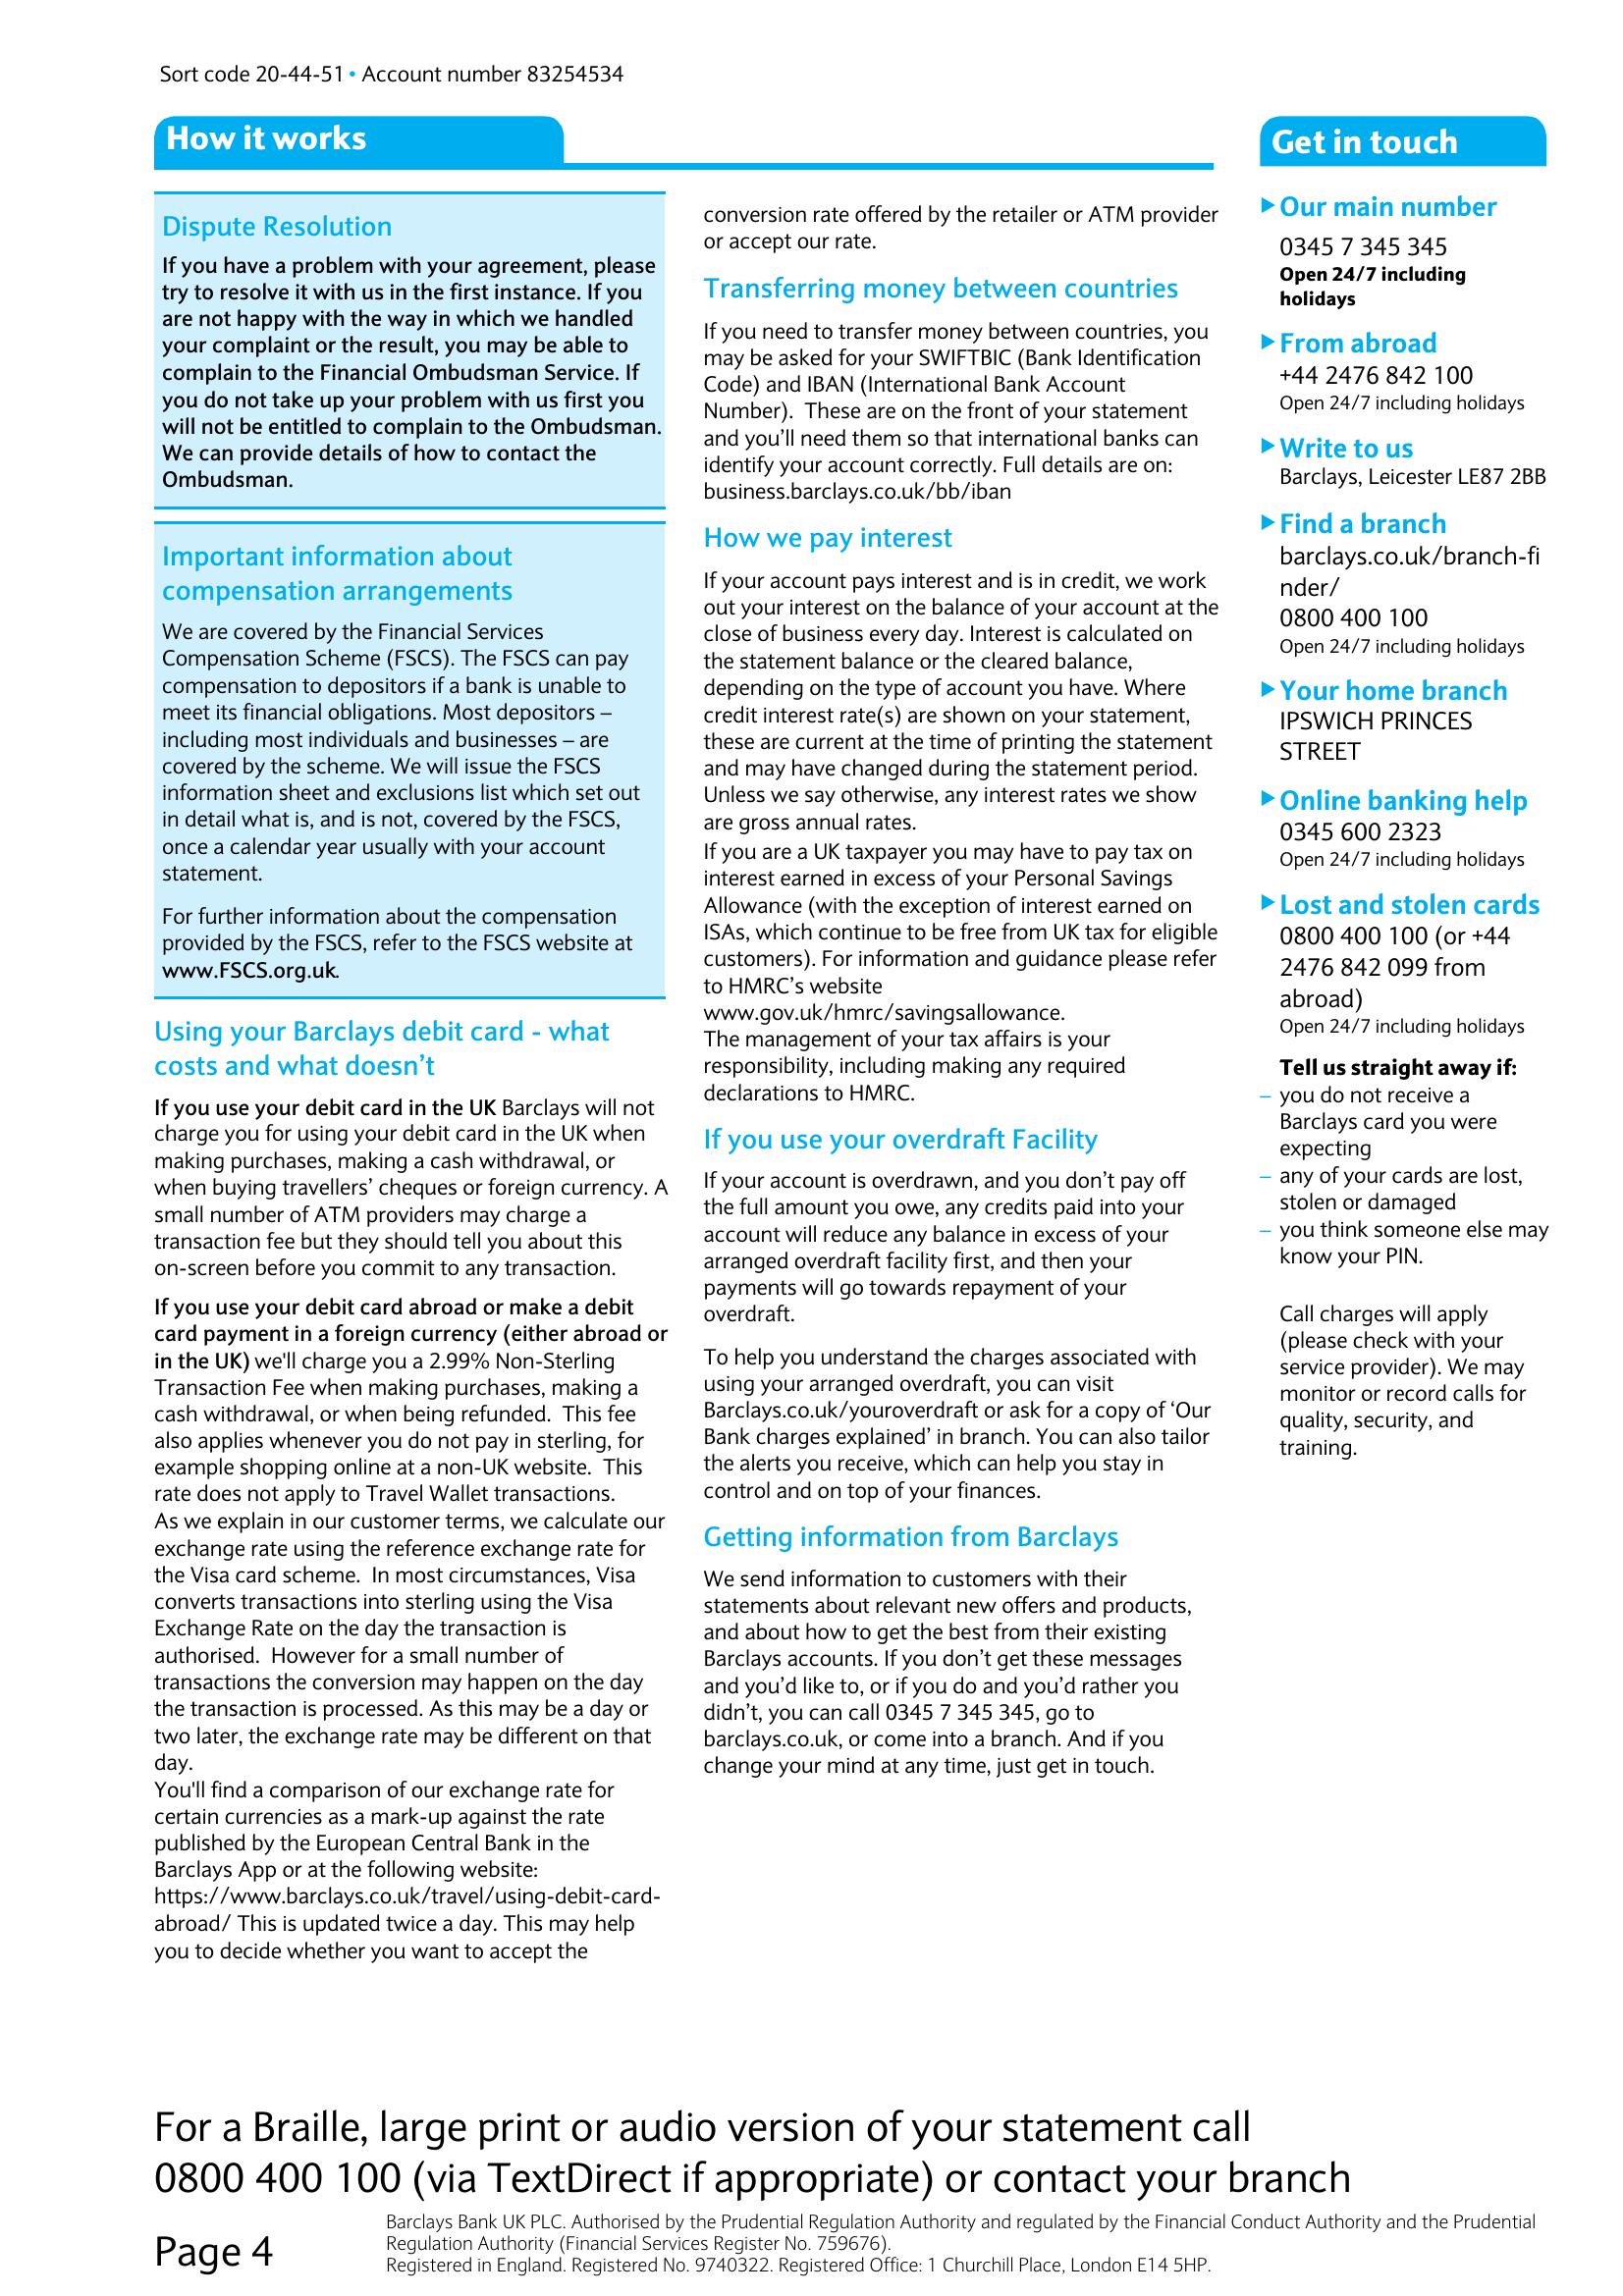 Sort code 20-44-51 • Account number 83254534
How it works
Dispute Resolution
If you have a problem with your agreement, please
try to resolve it with us in the first instance. If you
are not happy with the way in which we handled
your complaint or the result, you may be able to
complain to the Financial Ombudsman Service. If
you do not take up your problem with us first you
will not be entitled to complain to the Ombudsman.
We can provide details of how to contact the
Ombudsman.
Important information about
compensation arrangements
We are covered by the Financial Services
Compensation Scheme (FSCS). The FSCS can pay
compensation to depositors if a bank is unable to
meet its financial obligations. Most depositors –
including most individuals and businesses – are
covered by the scheme. We will issue the FSCS
information sheet and exclusions list which set out
in detail what is, and is not, covered by the FSCS,
once a calendar year usually with your account
statement.
For further information about the compensation
provided by the FSCS, refer to the FSCS website at
www.FSCS.org.uk.
Using your Barclays debit card - what
costs and what doesn’t
If you use your debit card in the UK Barclays will not
charge you for using your debit card in the UK when
making purchases, making a cash withdrawal, or
when buying travellers’ cheques or foreign currency. A
small number of ATM providers may charge a
transaction fee but they should tell you about this
on-screen before you commit to any transaction.
If you use your debit card abroad or make a debit
card payment in a foreign currency (either abroad or
in the UK) we'll charge you a 2.99% Non-Sterling
Transaction Fee when making purchases, making a
cash withdrawal, or when being refunded.  This fee
also applies whenever you do not pay in sterling, for
example shopping online at a non-UK website.  This
rate does not apply to Travel Wallet transactions.
As we explain in our customer terms, we calculate our
exchange rate using the reference exchange rate for
the Visa card scheme.  In most circumstances, Visa
converts transactions into sterling using the Visa
Exchange Rate on the day the transaction is
authorised.  However for a small number of
transactions the conversion may happen on the day
the transaction is processed. As this may be a day or
two later, the exchange rate may be different on that
day.
You'll find a comparison of our exchange rate for
certain currencies as a mark-up against the rate
published by the European Central Bank in the
Barclays App or at the following website:
https://www.barclays.co.uk/travel/using-debit-card-
abroad/ This is updated twice a day. This may help
you to decide whether you want to accept the
conversion rate offered by the retailer or ATM provider
or accept our rate.
Transferring money between countries
If you need to transfer money between countries, you
may be asked for your SWIFTBIC (Bank Identification
Code) and IBAN (International Bank Account
Number).  These are on the front of your statement
and you’ll need them so that international banks can
identify your account correctly. Full details are on:
business.barclays.co.uk/bb/iban
How we pay interest
If your account pays interest and is in credit, we work
out your interest on the balance of your account at the
close of business every day. Interest is calculated on
the statement balance or the cleared balance,
depending on the type of account you have. Where
credit interest rate(s) are shown on your statement,
these are current at the time of printing the statement
and may have changed during the statement period.
Unless we say otherwise, any interest rates we show
are gross annual rates.
If you are a UK taxpayer you may have to pay tax on
interest earned in excess of your Personal Savings
Allowance (with the exception of interest earned on
ISAs, which continue to be free from UK tax for eligible
customers). For information and guidance please refer
to HMRC’s website
www.gov.uk/hmrc/savingsallowance.
The management of your tax affairs is your
responsibility, including making any required
declarations to HMRC.
If you use your overdraft Facility
If your account is overdrawn, and you don’t pay off
the full amount you owe, any credits paid into your
account will reduce any balance in excess of your
arranged overdraft facility first, and then your
payments will go towards repayment of your
overdraft.
To help you understand the charges associated with
using your arranged overdraft, you can visit
Barclays.co.uk/youroverdraft or ask for a copy of ‘Our
Bank charges explained’ in branch. You can also tailor
the alerts you receive, which can help you stay in
control and on top of your finances.
Getting information from Barclays
We send information to customers with their
statements about relevant new offers and products,
and about how to get the best from their existing
Barclays accounts. If you don’t get these messages
and you’d like to, or if you do and you’d rather you
didn’t, you can call 0345 7 345 345, go to
barclays.co.uk, or come into a branch. And if you
change your mind at any time, just get in touch.
Get in touch
Our main number
0345 7 345 345
Open 24/7 including
holidays
From abroad
+44 2476 842 100
Open 24/7 including holidays
Write to us
Barclays, Leicester LE87 2BB
Find a branch
barclays.co.uk/branch-fi
nder/
0800 400 100
Open 24/7 including holidays
Your home branch
IPSWICH PRINCES
STREET
Online banking help
0345 600 2323
Open 24/7 including holidays
Lost and stolen cards
0800 400 100 (or +44
2476 842 099 from
abroad)
Open 24/7 including holidays
Tell us straight away if:
– you do not receive a
Barclays card you were
expecting
– any of your cards are lost,
stolen or damaged
– you think someone else may
know your PIN.
Call charges will apply
(please check with your
service provider). We may
monitor or record calls for
quality, security, and
training.
For a Braille, large print or audio version of your statement call
0800 400 100 (via TextDirect if appropriate) or contact your branch
Page 4
Barclays Bank UK PLC. Authorised by the Prudential Regulation Authority and regulated by the Financial Conduct Authority and the Prudential
Regulation Authority (Financial Services Register No. 759676).
Registered in England. Registered No. 9740322. Registered Office: 1 Churchill Place, London E14 5HP.